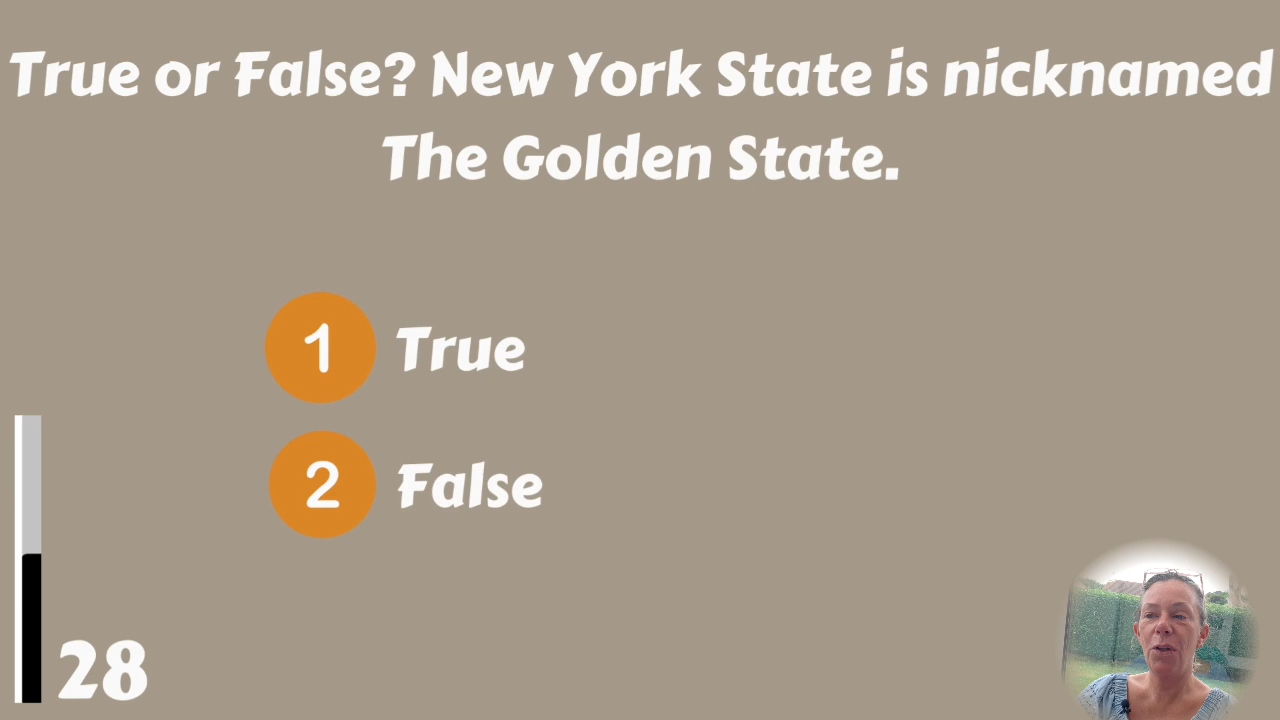 True or False? New York State is nicknamed
The Golden State.
1 True
2 False
28